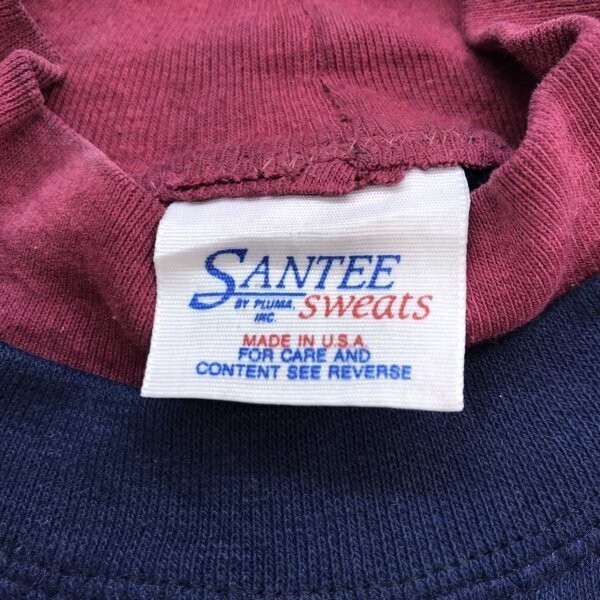 SANTEE
BY PLUMA, sweats
INC.
MADE IN U.S.A.
FOR CARE AND
CONTENT SEE REVERSE